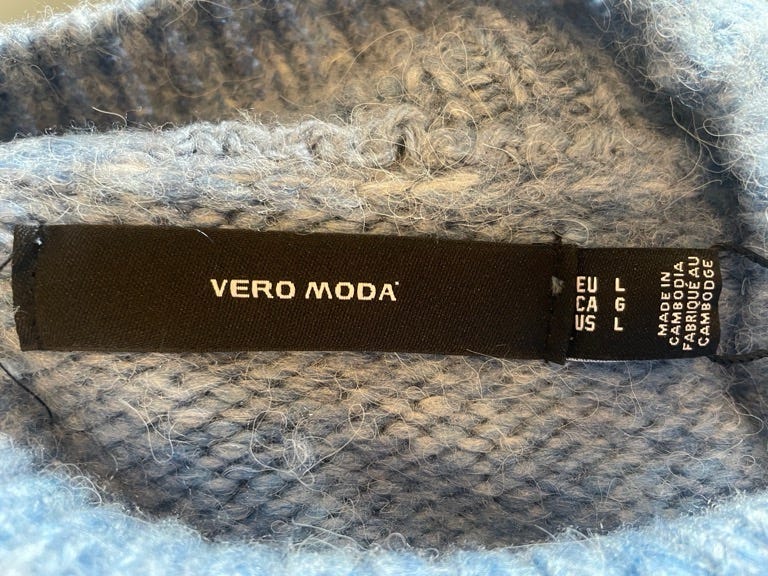 VERO MODA
EU L
CA G
US L
MADE IN
CAMBODIA
FABRIQUÉ AU
CAMBODGE